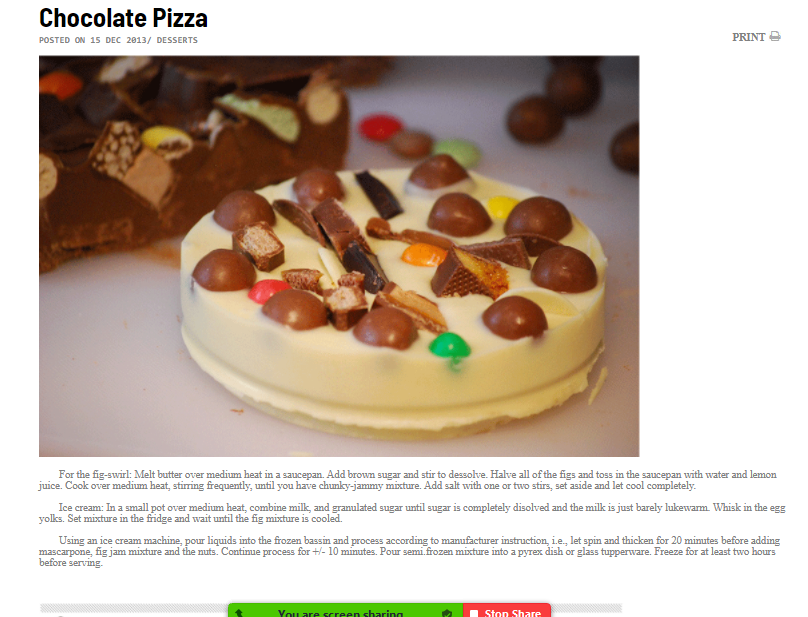 Chocolate Pizza
POSTED ON 15 DEC 2013/ DESSERTS
PRINT
For the fig-swirl: Melt butter over medium heat in a saucepan. Add brown sugar and stir to dessolve. Halve all of the figs and toss in the saucepan with water and lemon
juice. Cook over medium heat, stirring frequently, until you have chunky-jammy mixture. Add salt with one or two stirs, set aside and let cool completely.
Ice cream: In a small pot over medium heat, combine milk, and granulated sugar until sugar is completely disolved and the milk is just barely lukewarm. Whisk in the egg
yolks. Set mixture in the fridge and wait until the fig mixture is cooled.
Using an ice cream machine, pour liquids into the frozen bassin and process according to manufacturer instruction, i.e., let spin and thicken for 20 minutes before adding
mascarpone, fig jam mixture and the nuts. Continue process for +/- 10 minutes. Pour semi.frozen mixture into a pyrex dish or glass tupperware. Freeze for at least two hours
before serving.
You are screen sharing
Stop Share